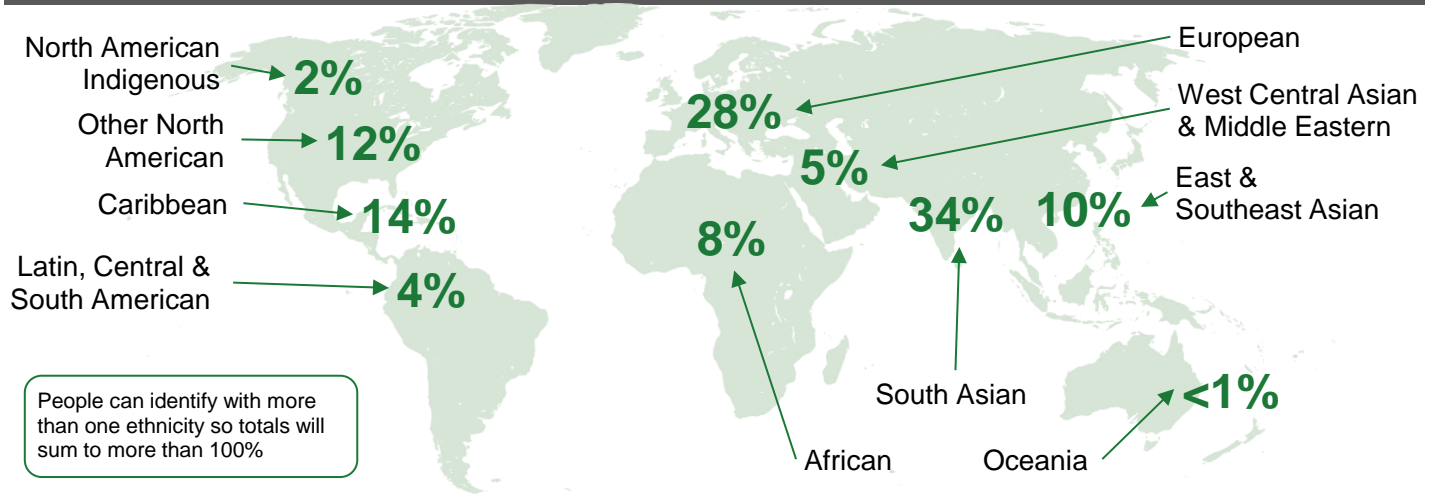 North American
Indigenous
2%
Other North
American
12%
Caribbean
14%
Latin, Central &
South American
4%
European
28%
West Central Asian
& Middle Eastern
5%
East &
Southeast Asian
10%
34%
South Asian
8%
African
<1%
Oceania
People can identify with more
than one ethnicity so totals will
sum to more than 100%